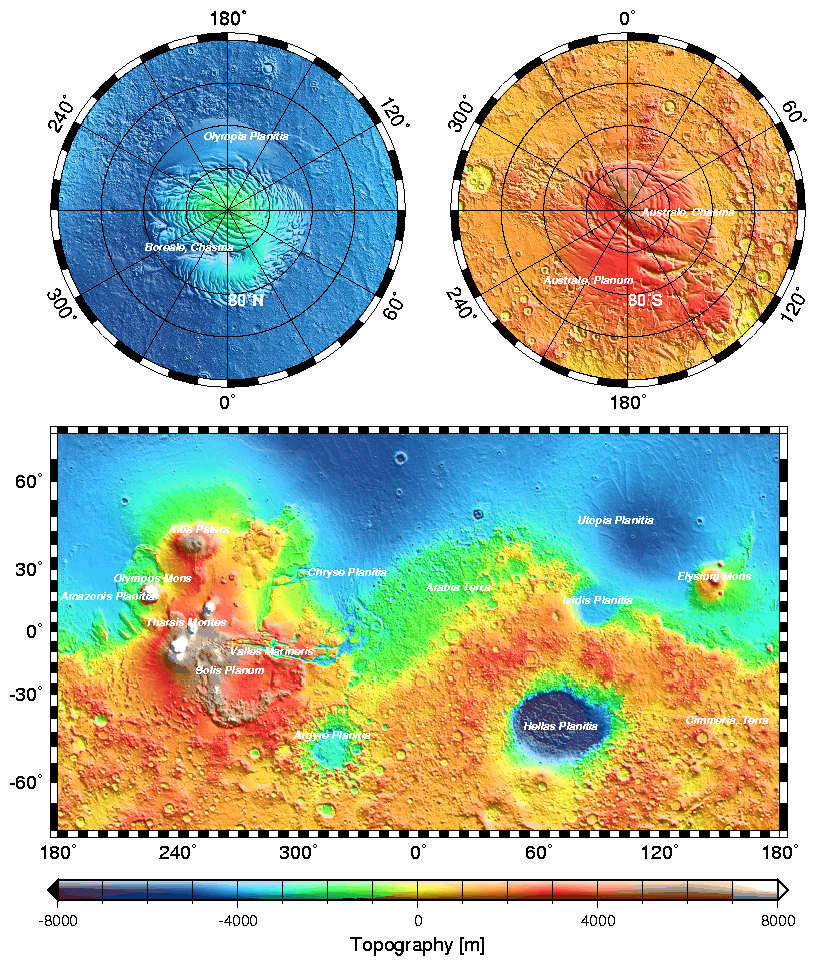 180°
0°
240°
120°
300°
60°
Olympia Planitia
Boreale, Chasma
Australe, Chasma
Australe, Planum
80°N
80°S
300°
60°
240°
120°
0°
180°
60°
30°
0°
-30°
-60°
Utopia Planitia
Alba Patera
Chryse Planitia
Olympus Mons
Elysium Mons
Arabia Terra
Amazonis Planitia
Isidis Planitia
Tharsis Montes
Valles Marineris
Solis Planum
Cimmeria, Terra
Hellas Planitia
Argyre Planitia
180°
240°
300°
0°
60°
120°
180°
-8000
-4000
0
4000
8000
Topography [m]